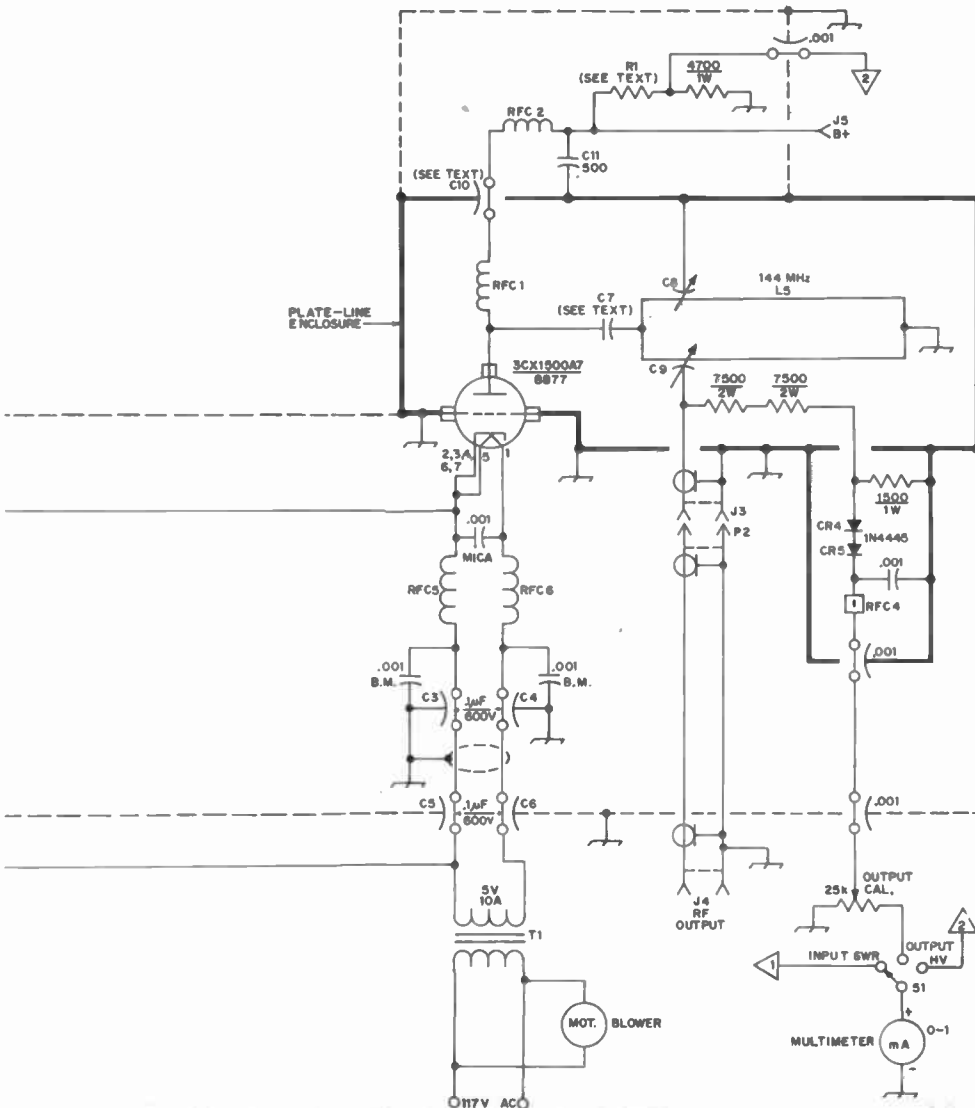 .001
R1
(SEE TEXT)
4700
1W
2
RFC 2
J5
B+
C11
500
(SEE TEXT)
C10
RFC 1
C7
(SEE TEXT)
C8
144 MHz
L5
PLATE-LINE
ENCLOSURE
3CX1500A7
8877
C9
7500
2W
7500
2W
2,3,4,
6,7
5
1
.001
MICA
J3
P2
1500
1W
CR4
1N4446
CR5
.001
RFC5
RFC6
RFC4
.001
.001
B.M.
.001
B.M.
C3
.1µF
600V
C4
C5
.1µF
600V
C6
.001
5V
10A
T1
J4
RF
OUTPUT
25k
OUTPUT
CAL.
2
OUTPUT
HV
1
INPUT SWR
S1
MOT.
BLOWER
+
0-1
MULTIMETER
mA
-
117V AC